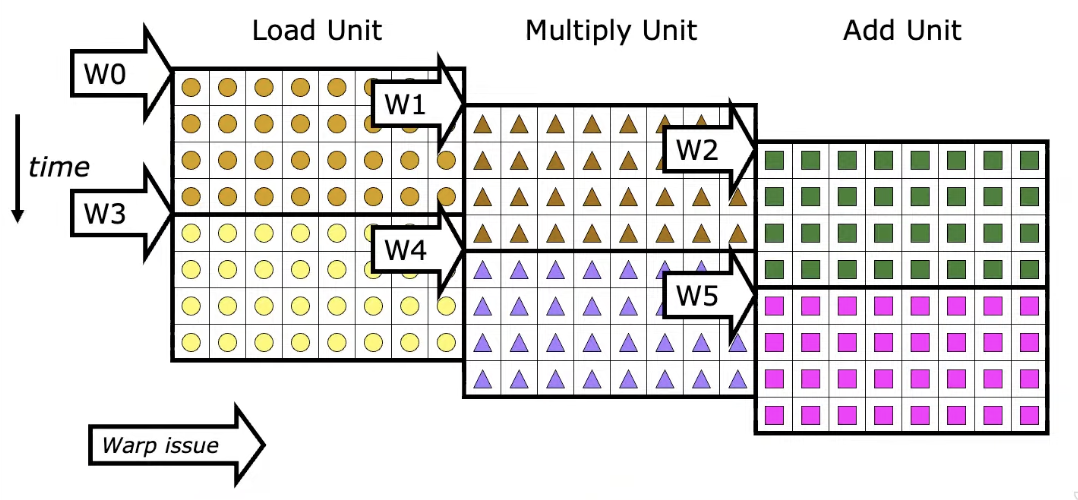 Load Unit
Multiply Unit
Add Unit
W0
W1
W2
time
W3
W4
W5
Warp issue